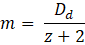 m = D_d / (z + 2)